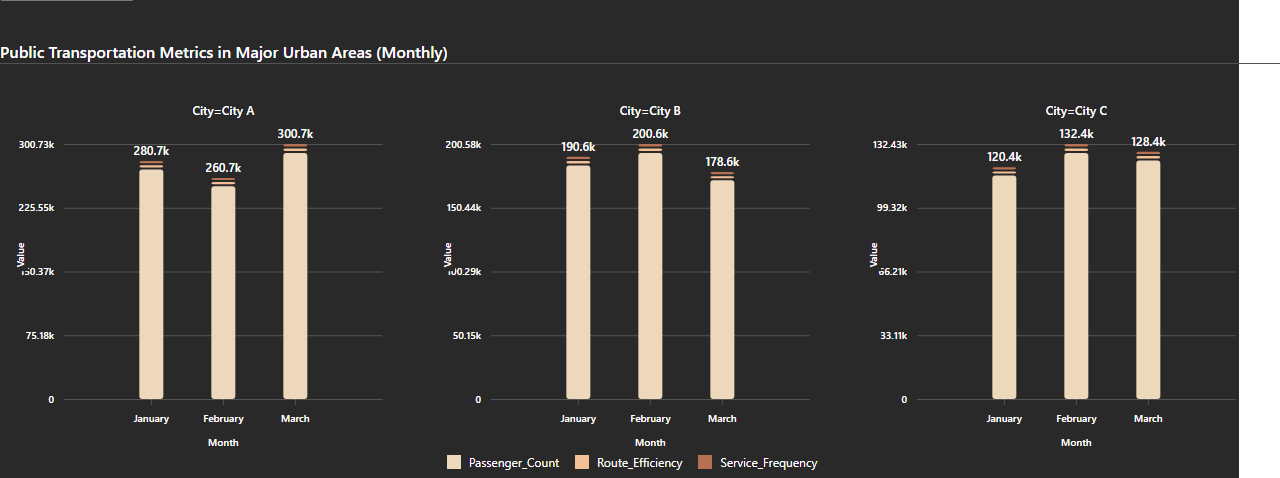 Public Transportation Metrics in Major Urban Areas (Monthly)
City=City A
300.73k
225.55k
75.18k
0
Value
280.7k
260.7k
300.7k
January
February
March
Month
City=City B
200.58k
150.44k
50.15k
0
Value
190.6k
200.6k
178.6k
January
February
March
Month
City=City C
132.43k
99.32k
66.21k
33.11k
0
Value
120.4k
132.4k
128.4k
January
February
March
Month
Passenger_Count
Route_Efficiency
Service_Frequency